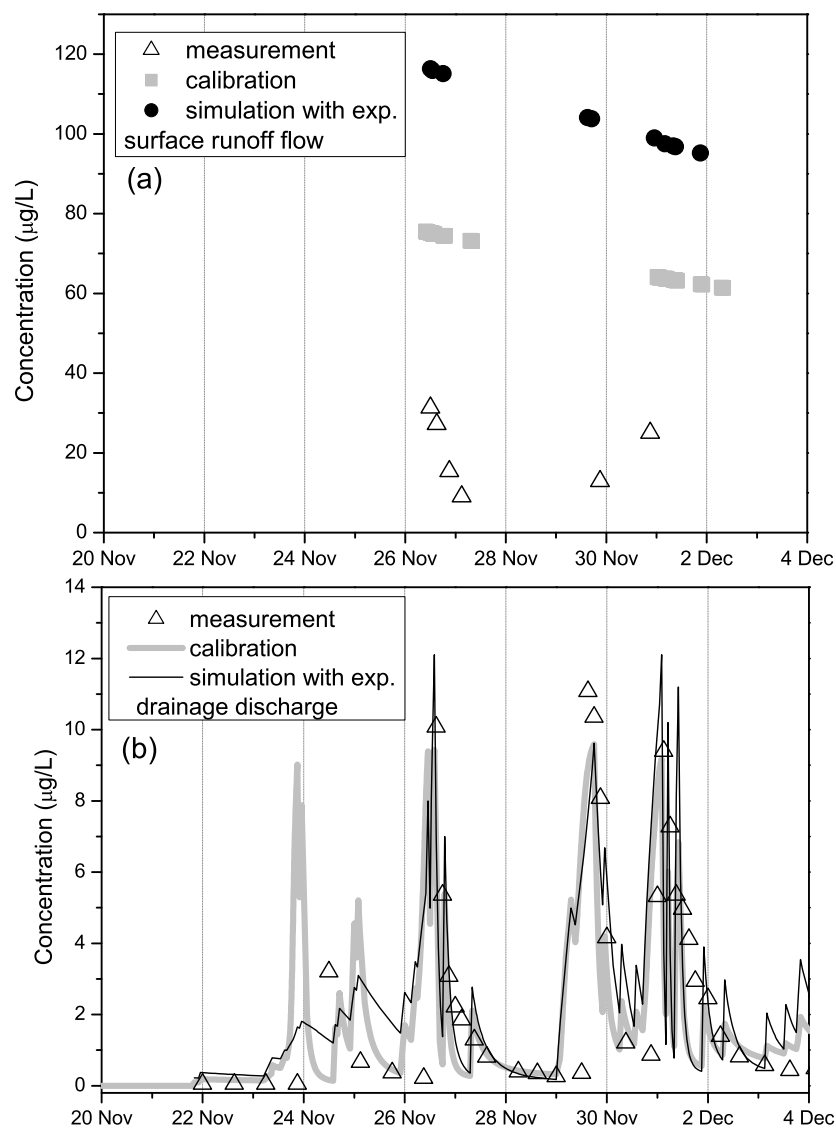 measurement
calibration
simulation with exp.
surface runoff flow
(a)
Concentration (µg/L)
120
100
80
60
40
20
0
20 Nov 22 Nov 24 Nov 26 Nov 28 Nov 30 Nov 2 Dec 4 Dec
measurement
calibration
simulation with exp.
drainage discharge
(b)
Concentration (µg/L)
14
12
10
8
6
4
2
0
20 Nov 22 Nov 24 Nov 26 Nov 28 Nov 30 Nov 2 Dec 4 Dec